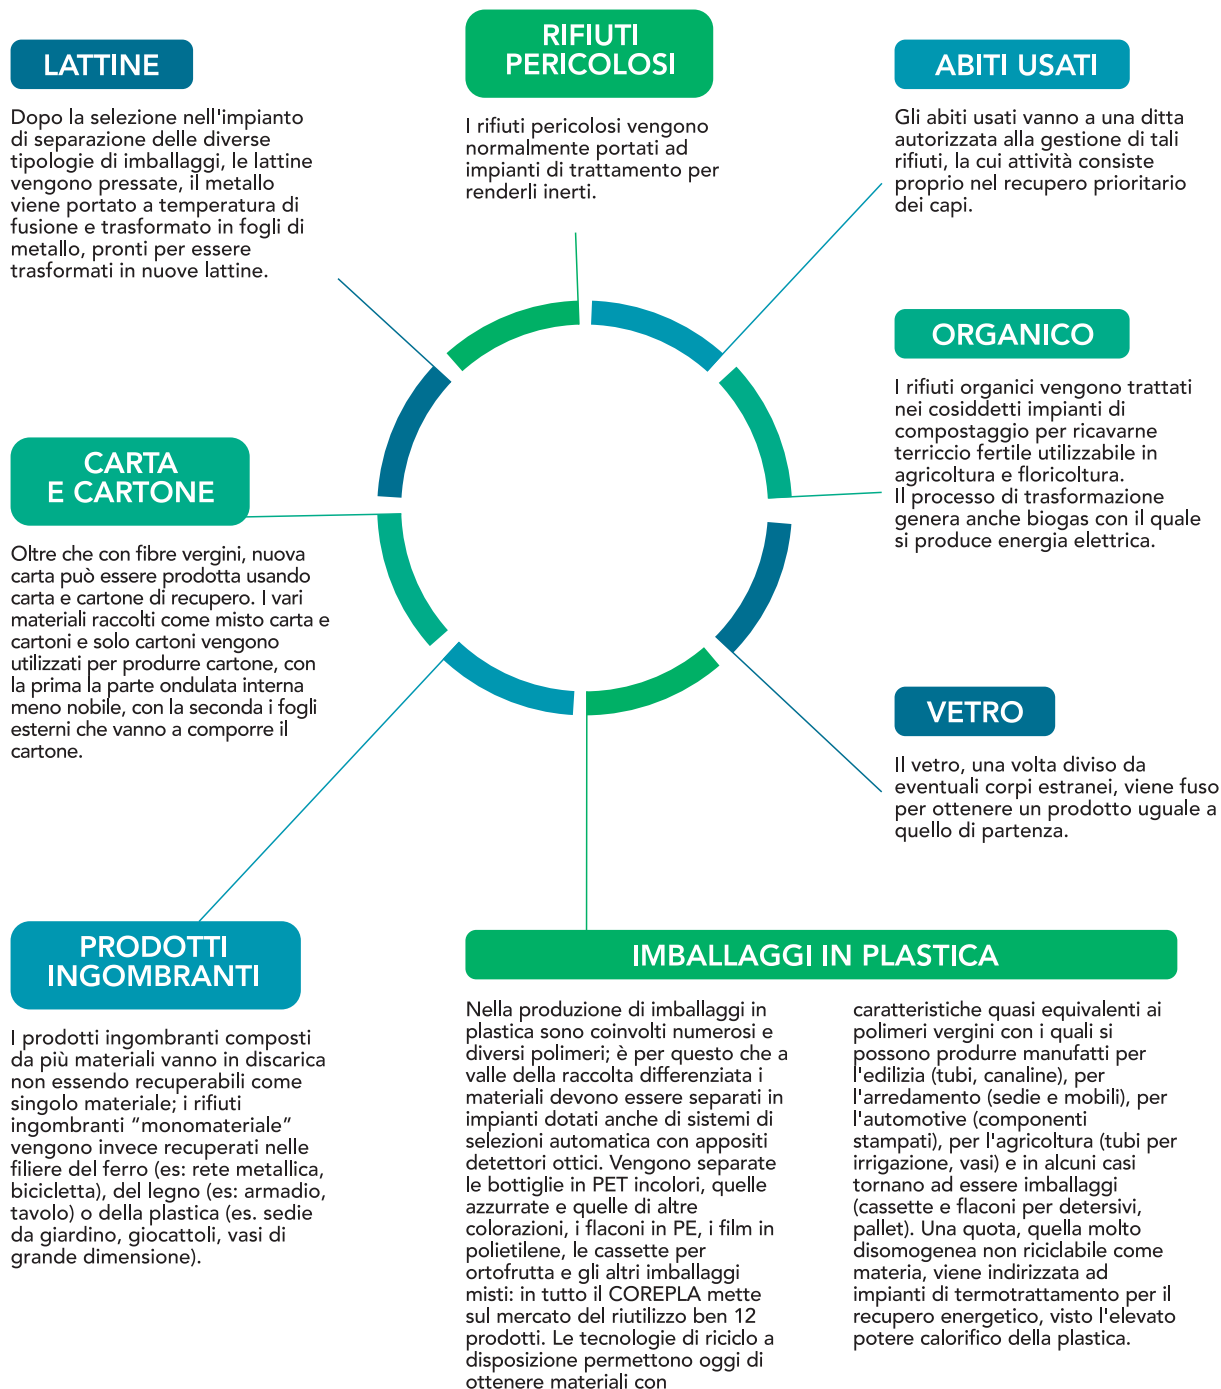 LATTINE
Dopo la selezione nell'impianto
di separazione delle diverse
tipologie di imballaggi, le lattine
vengono pressate, il metallo
viene portato a temperatura di
fusione e trasformato in fogli di
metallo, pronti per essere
trasformati in nuove lattine.
RIFIUTI
PERICOLOSI
I rifiuti pericolosi vengono
normalmente portati ad
impianti di trattamento per
renderli inerti.
ABITI USATI
Gli abiti usati vanno a una ditta
autorizzata alla gestione di tali
rifiuti, la cui attività consiste
proprio nel recupero prioritario
dei capi.
ORGANICO
I rifiuti organici vengono trattati
nei cosiddetti impianti di
compostaggio per ricavarne
terriccio fertile utilizzabile in
agricoltura e floricoltura.
Il processo di trasformazione
genera anche biogas con il quale
si produce energia elettrica.
CARTA
E CARTONE
Oltre che con fibre vergini, nuova
carta può essere prodotta usando
carta e cartone di recupero. I vari
materiali raccolti come misto carta e
cartoni e solo cartoni vengono
utilizzati per produrre cartone, con
la prima la parte ondulata interna
meno nobile, con la seconda i fogli
esterni che vanno a comporre il
cartone.
VETRO
Il vetro, una volta diviso da
eventuali corpi estranei, viene fuso
per ottenere un prodotto uguale a
quello di partenza.
PRODOTTI
INGOMBRANTI
I prodotti ingombranti composti
da più materiali vanno in discarica
non essendo recuperabili come
singolo materiale; i rifiuti
ingombranti “monomateriale”
vengono invece recuperati nelle
filiere del ferro (es: rete metallica,
bicicletta), del legno (es: armadio,
tavolo) o della plastica (es. sedie
da giardino, giocattoli, vasi di
grande dimensione).
IMBALLAGGI IN PLASTICA
Nella produzione di imballaggi in
plastica sono coinvolti numerosi e
diversi polimeri; è per questo che a
valle della raccolta differenziata i
materiali devono essere separati in
impianti dotati anche di sistemi di
selezioni automatica con appositi
detettori ottici. Vengono separate
le bottiglie in PET incolori, quelle
azzurrate e quelle di altre
colorazioni, i flaconi in PE, i film in
polietilene, le cassette per
ortofrutta e gli altri imballaggi
misti: in tutto il COREPLA mette
sul mercato del riutilizzo ben 12
prodotti. Le tecnologie di riciclo a
disposizione permettono oggi di
ottenere materiali con
caratteristiche quasi equivalenti ai
polimeri vergini con i quali si
possono produrre manufatti per
l'edilizia (tubi, canaline), per
l'arredamento (sedie e mobili), per
l'automotive (componenti
stampati), per l'agricoltura (tubi per
irrigazione, vasi) e in alcuni casi
tornano ad essere imballaggi
(cassette e flaconi per detersivi,
pallet). Una quota, quella molto
disomogenea non riciclabile come
materia, viene indirizzata ad
impianti di termotrattamento per il
recupero energetico, visto l'elevato
potere calorifico della plastica.